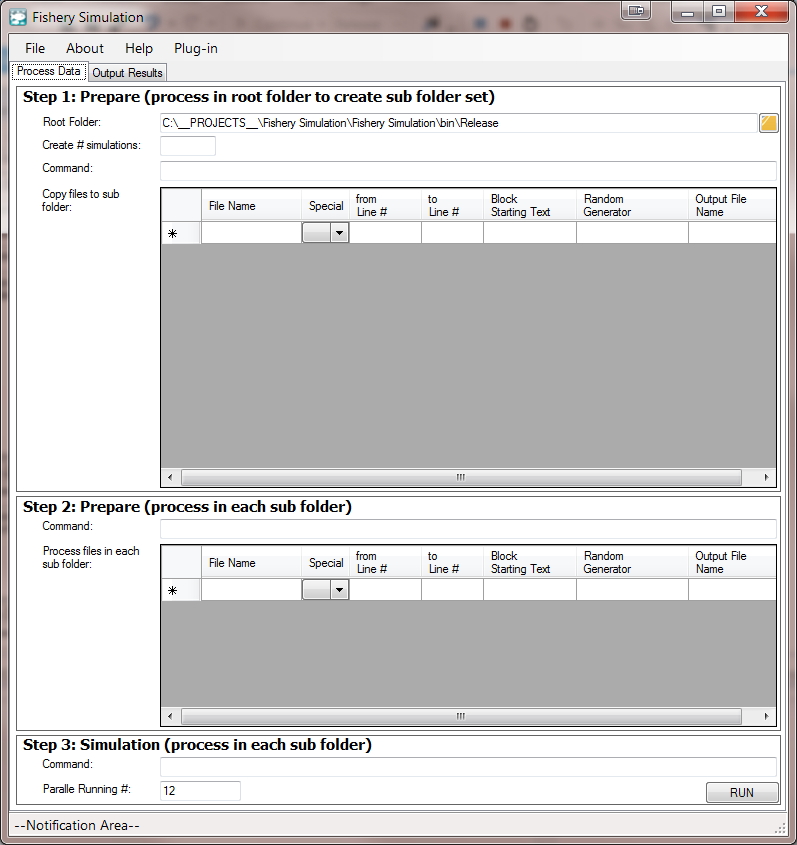 Fishery Simulation
File About Help Plug-in
Process Data Output Results
Step 1: Prepare (process in root folder to create sub folder set)
Root Folder: C:\__PROJECTS__\Fishery Simulation\Fishery Simulation\bin\Release
Create # simulations:
Command:
Copy files to sub
folder:
File Name Special from
Line # to
Line # Block
Starting Text Random
Generator Output File
Name
Step 2: Prepare (process in each sub folder)
Command:
Process files in each
sub folder:
File Name Special from
Line # to
Line # Block
Starting Text Random
Generator Output File
Name
Step 3: Simulation (process in each sub folder)
Command:
Paralle Running #: 12
RUN
--Notification Area--